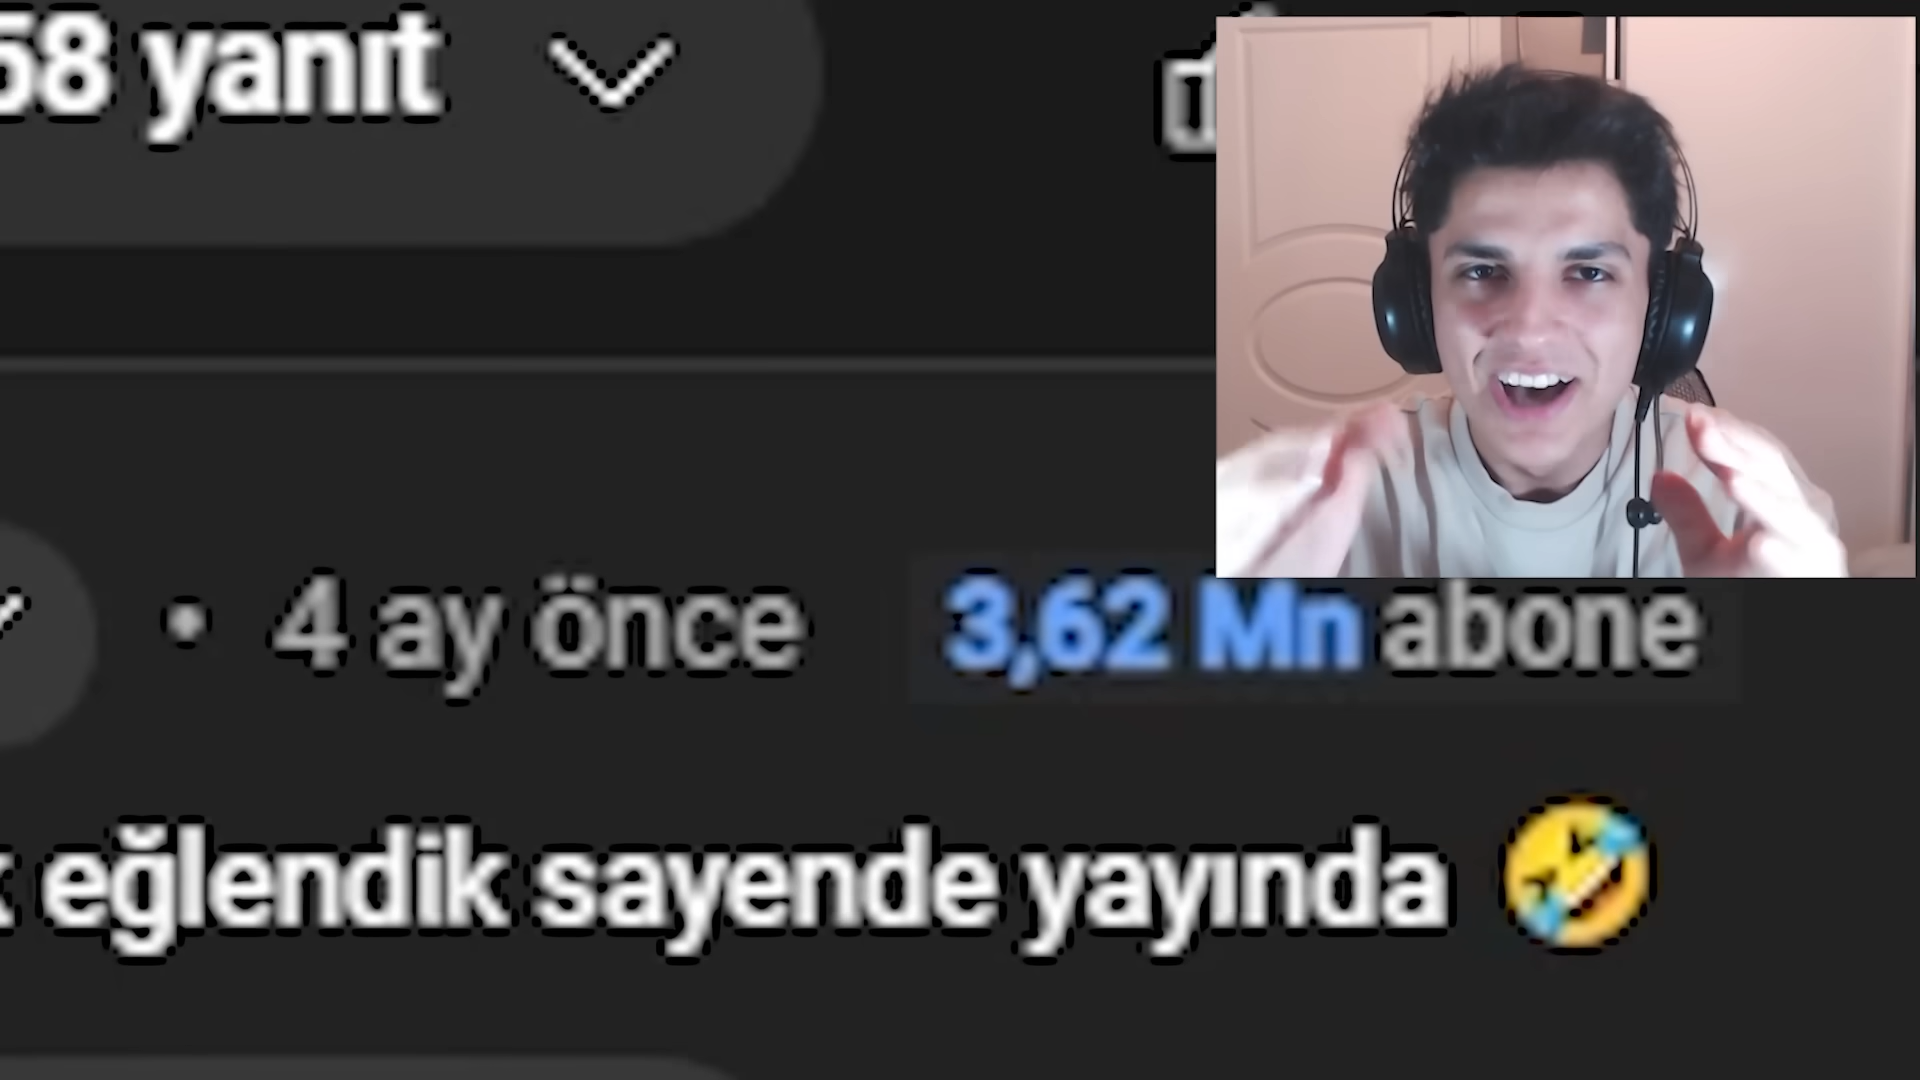 58 yanıt
• 4 ay önce 3,62 Mn abone
eğlendik sayende yayında 🤣